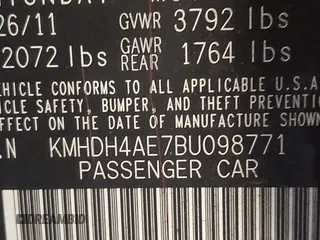 26/11 GVWR 3792 lbs
2072 lbs GAWR REAR 1764 lbs
VEHICLE CONFORMS TO ALL APPLICABLE U.S.A
VEHICLE SAFETY, BUMPER, AND THEFT PREVENTION
EFFECT ON THE DATE OF MANUFACTURE SHOWN
.N KMHDH4AE7BU098771
PASSENGER CAR
DREAMBID